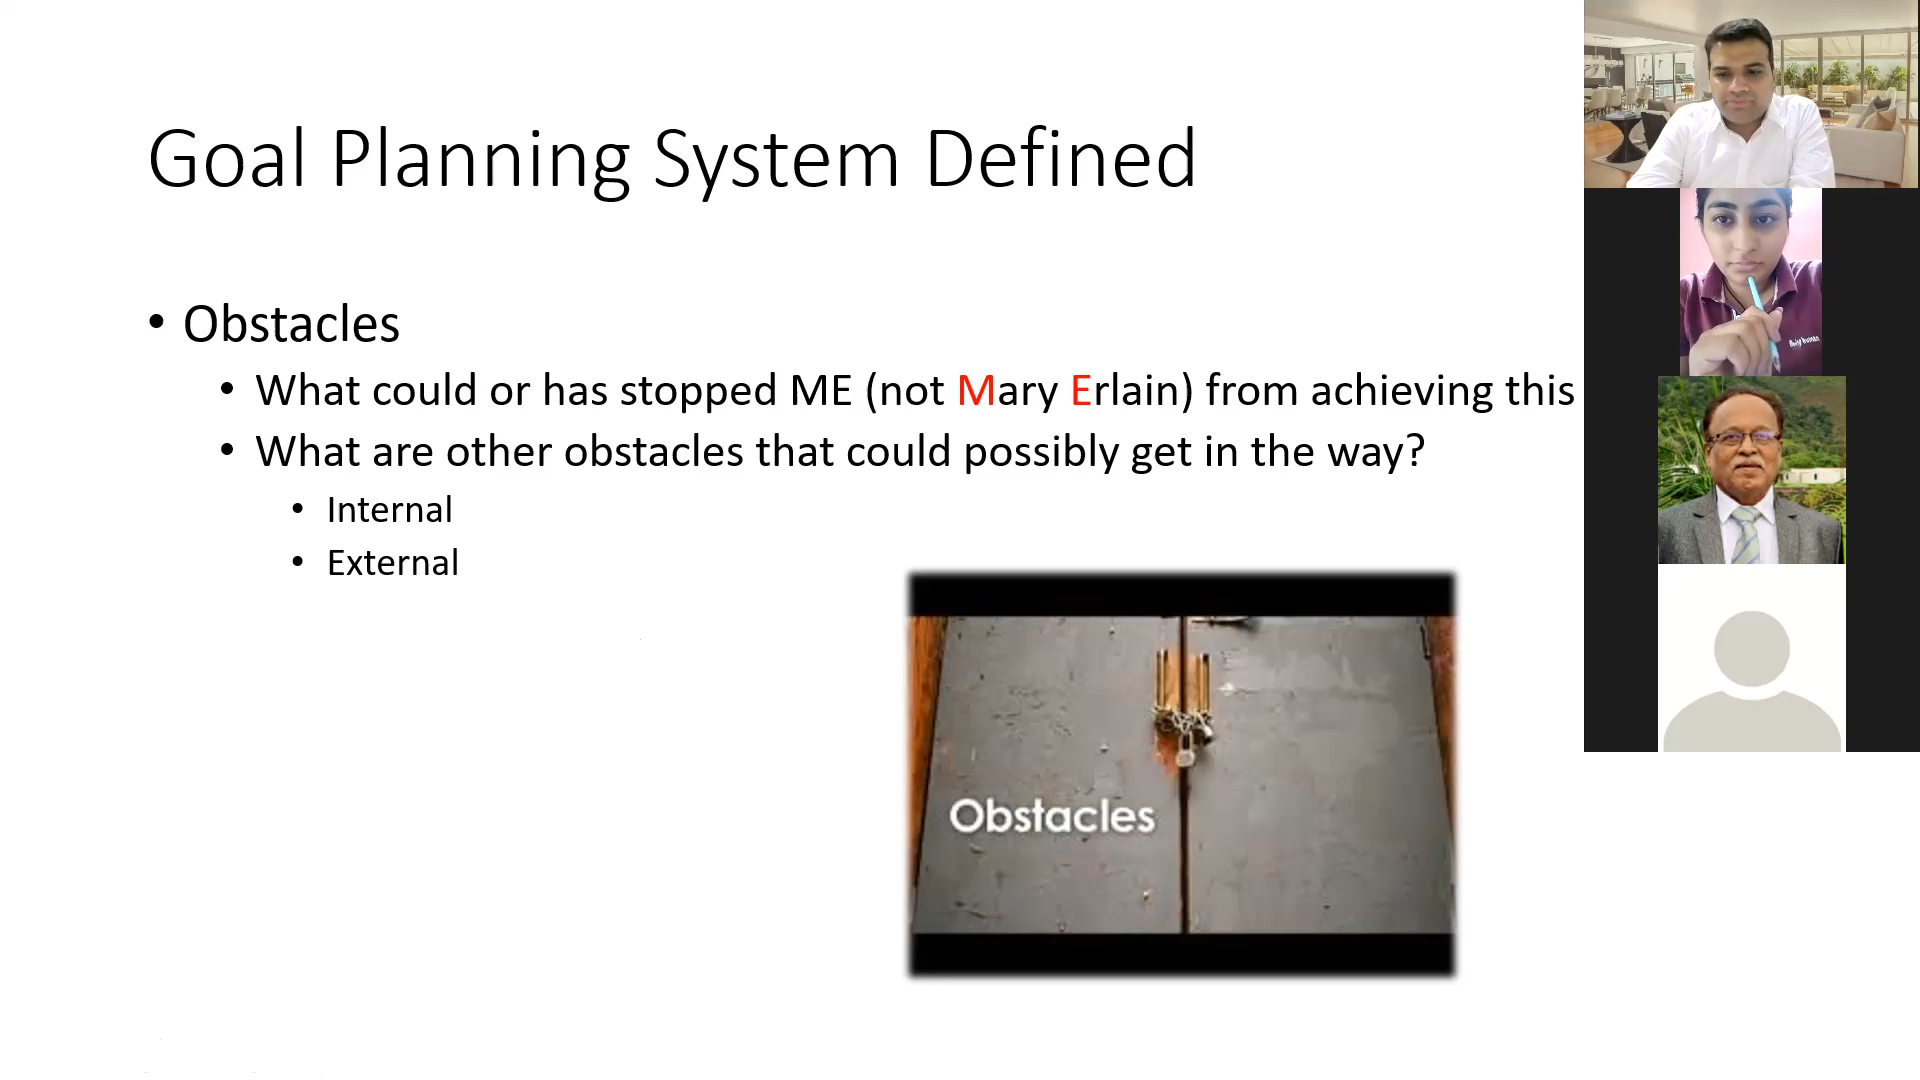 Goal Planning System Defined
• Obstacles
• What could or has stopped ME (not Mary Erlain) from achieving this
• What are other obstacles that could possibly get in the way?
• Internal
• External
Obstacles